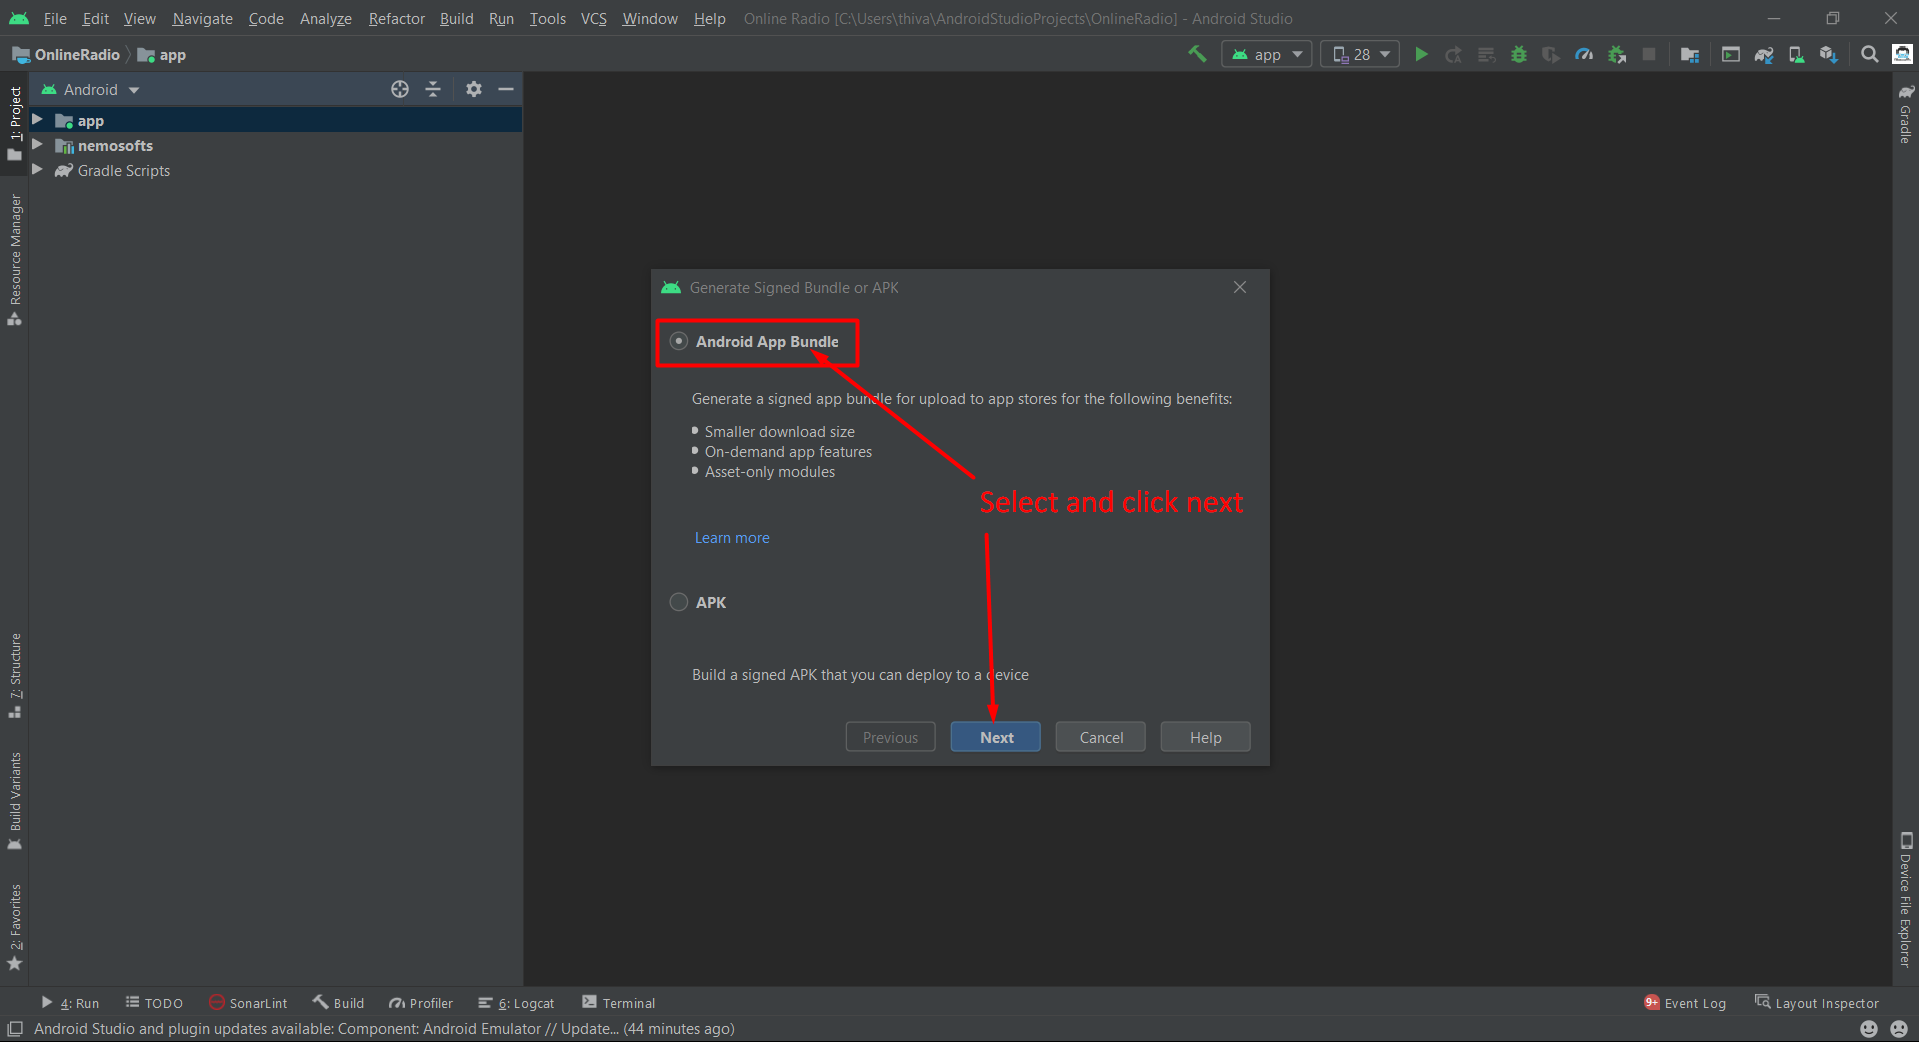 File Edit View Navigate Code Analyze Refactor Build Run Tools VCS Window Help Online Radio [C:\Users\thiva\AndroidStudioProjects\OnlineRadio] - Android Studio
OnlineRadio app
app 28
Android
1: Project
app
nemosofts
Gradle Scripts
Resource Manager
7: Structure
Build Variants
2: Favorites
Gradle
Device File Explorer
Generate Signed Bundle or APK
Android App Bundle
Generate a signed app bundle for upload to app stores for the following benefits:
Smaller download size
On-demand app features
Asset-only modules
Select and click next
Learn more
APK
Build a signed APK that you can deploy to a device
Previous Next Cancel Help
4: Run TODO SonarLint Build Profiler 6: Logcat Terminal 9+ Event Log Layout Inspector
Android Studio and plugin updates available: Component: Android Emulator // Update... (44 minutes ago)